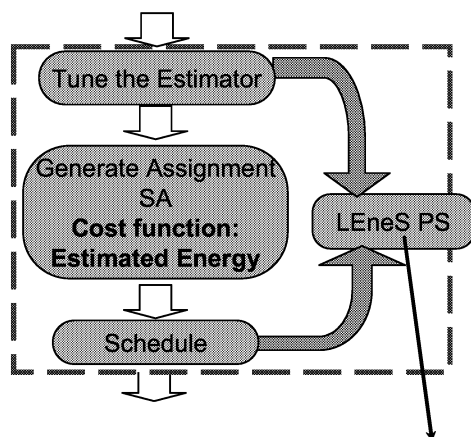 Tune the Estimator
Generate Assignment
SA
Cost function:
Estimated Energy
LEneS PS
Schedule